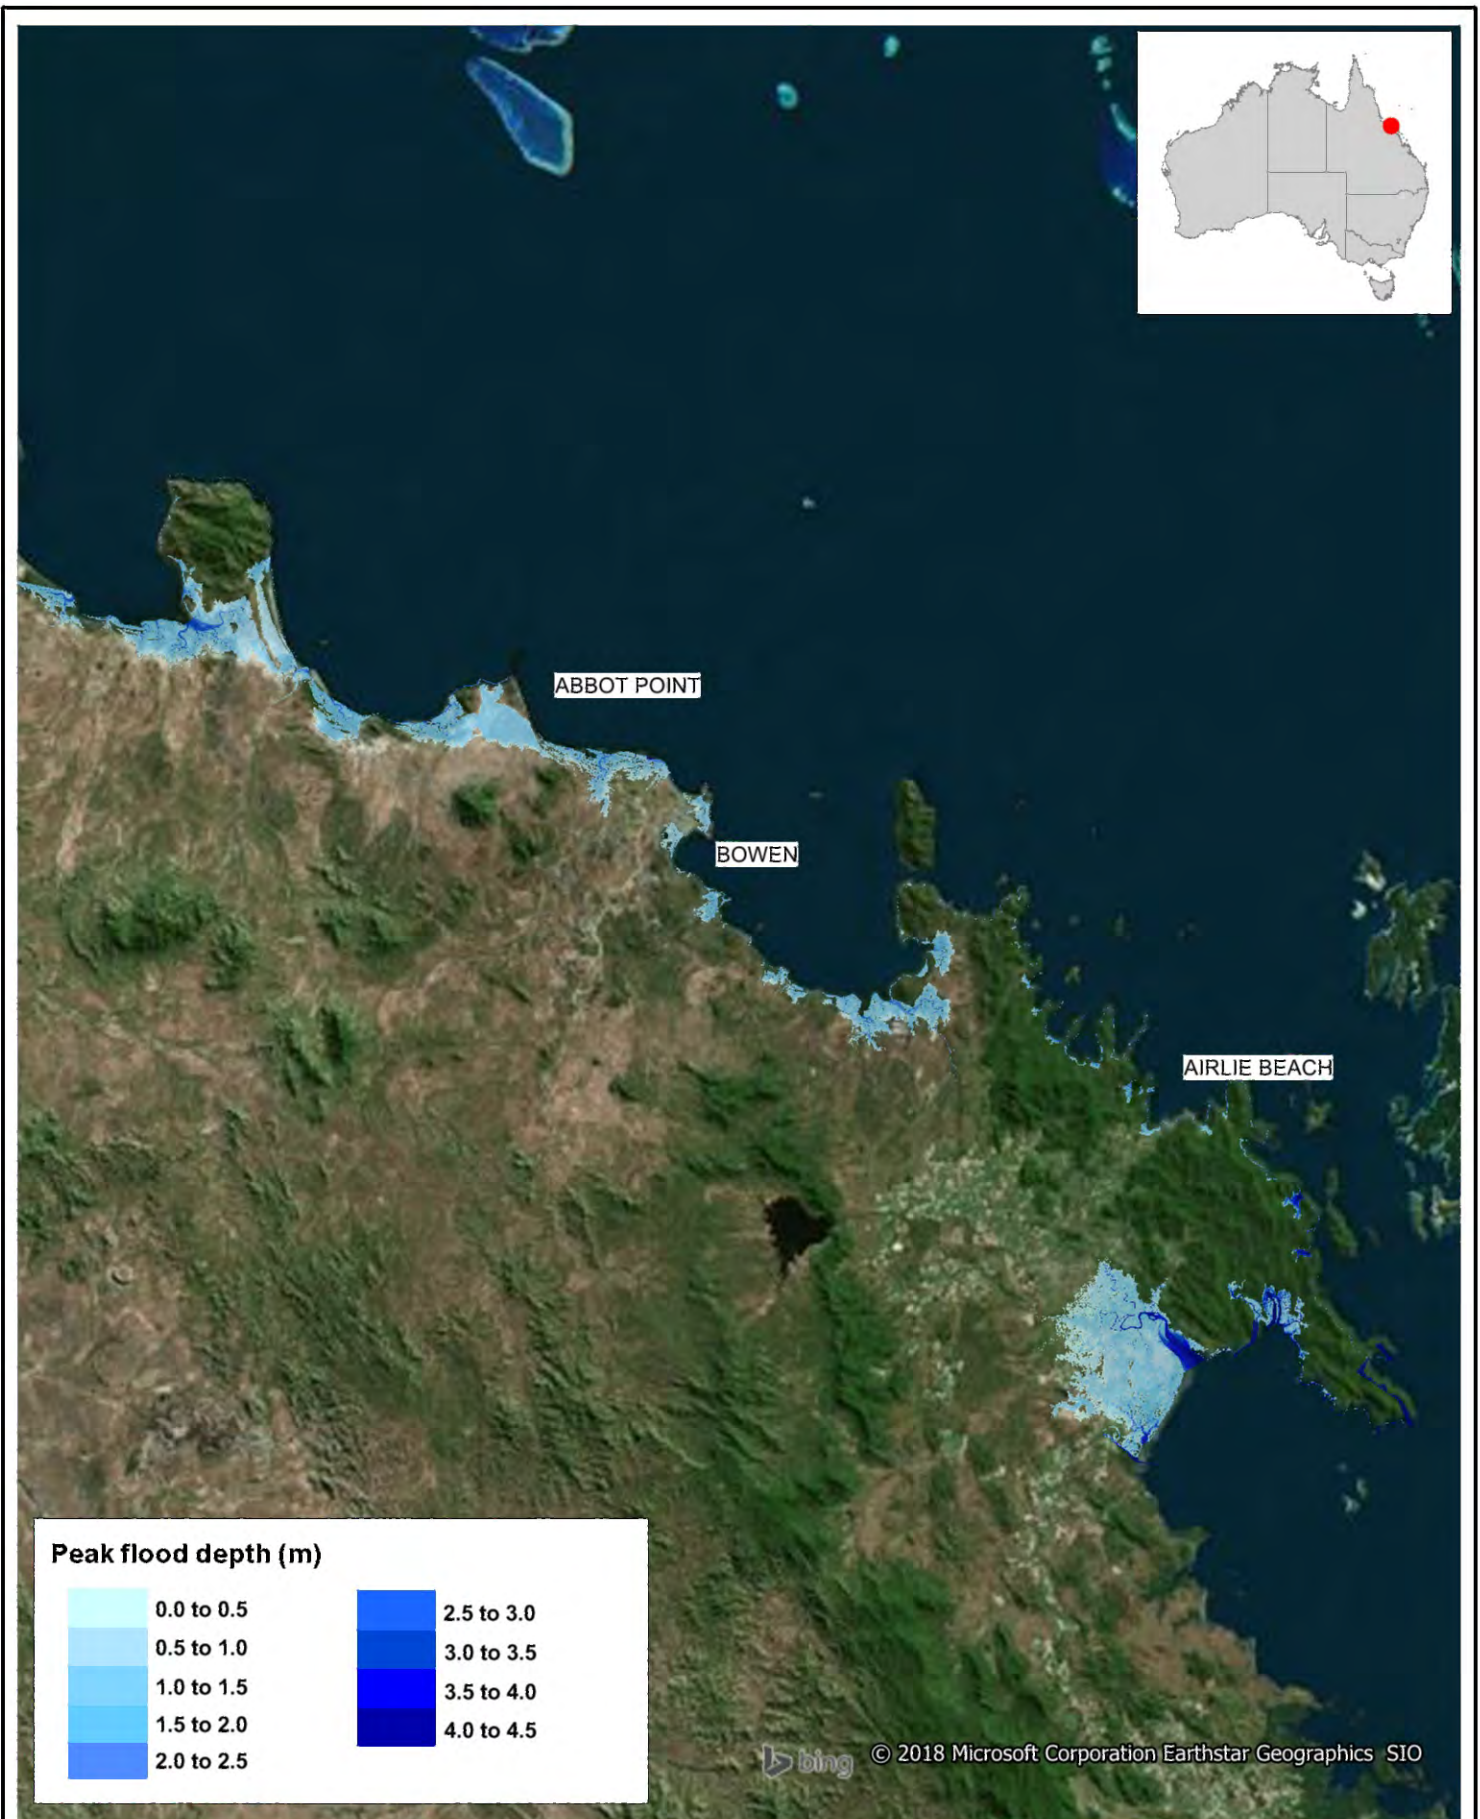 ABBOT POINT
BOWEN
AIRLIE BEACH
Peak flood depth (m)
0.0 to 0.5
0.5 to 1.0
1.0 to 1.5
1.5 to 2.0
2.0 to 2.5
2.5 to 3.0
3.0 to 3.5
3.5 to 4.0
4.0 to 4.5
bing © 2018 Microsoft Corporation Earthstar Geographics SIO